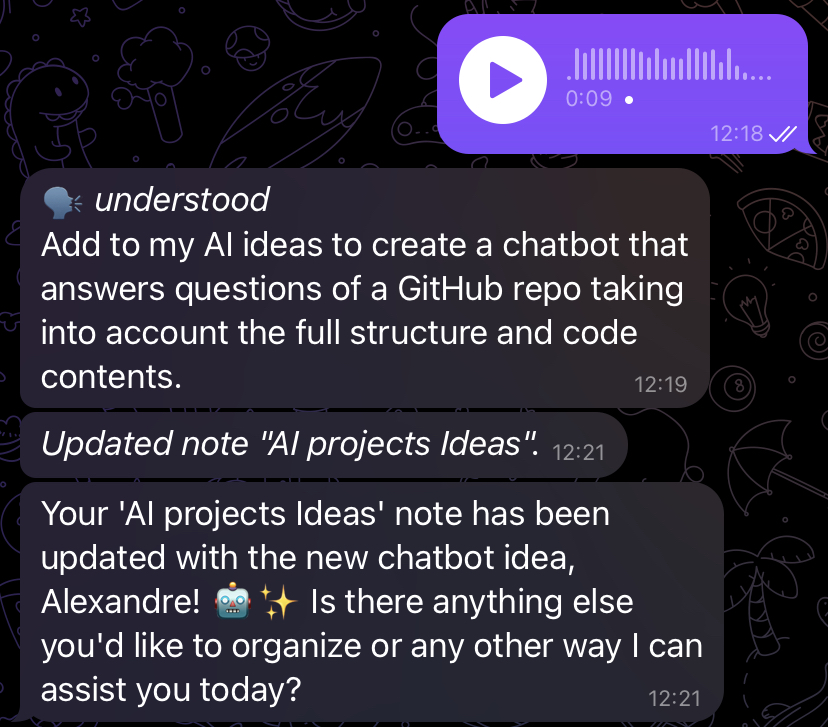 0:09
12:18
🗣️ understood
Add to my AI ideas to create a chatbot that
answers questions of a GitHub repo taking
into account the full structure and code
contents.
12:19
Updated note "AI projects Ideas".
12:21
Your 'AI projects Ideas' note has been
updated with the new chatbot idea,
Alexandre! 🤖✨ Is there anything else
you'd like to organize or any other way I can
assist you today?
12:21